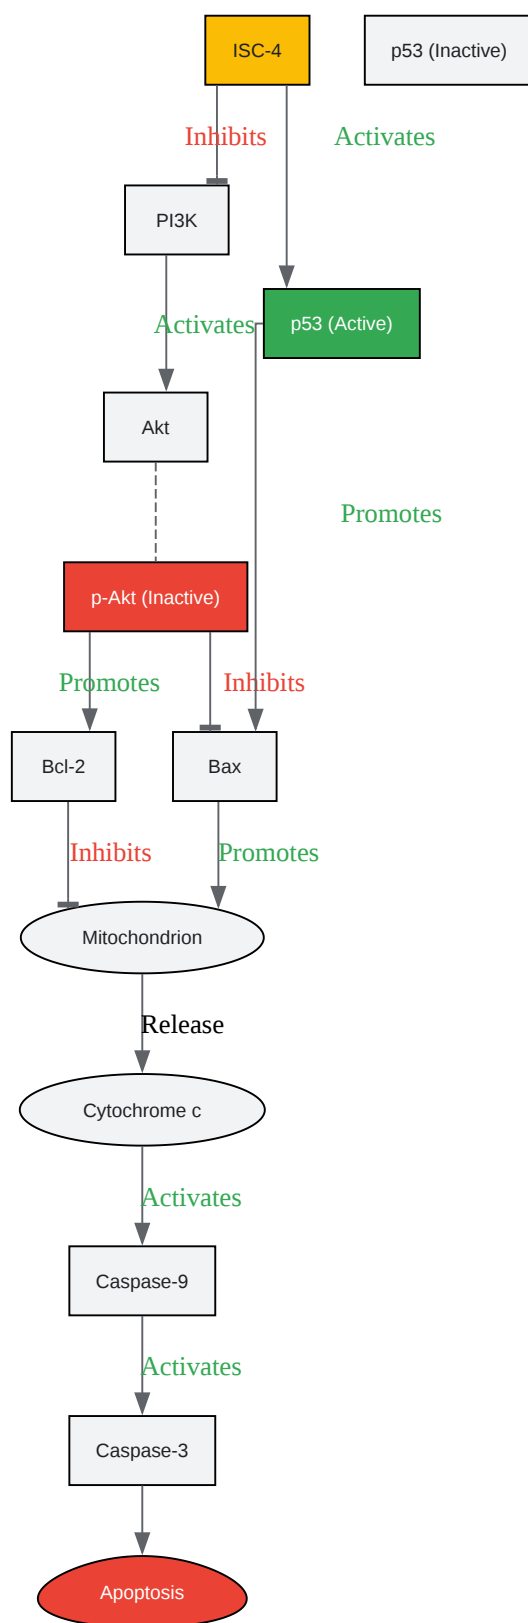 ISC-4
p53 (Inactive)
Inhibits
Activates
PI3K
Activates
p53 (Active)
Akt
Promotes
p-Akt (Inactive)
Promotes
Inhibits
Bcl-2
Bax
Inhibits
Promotes
Mitochondrion
Release
Cytochrome c
Activates
Caspase-9
Activates
Caspase-3
Apoptosis